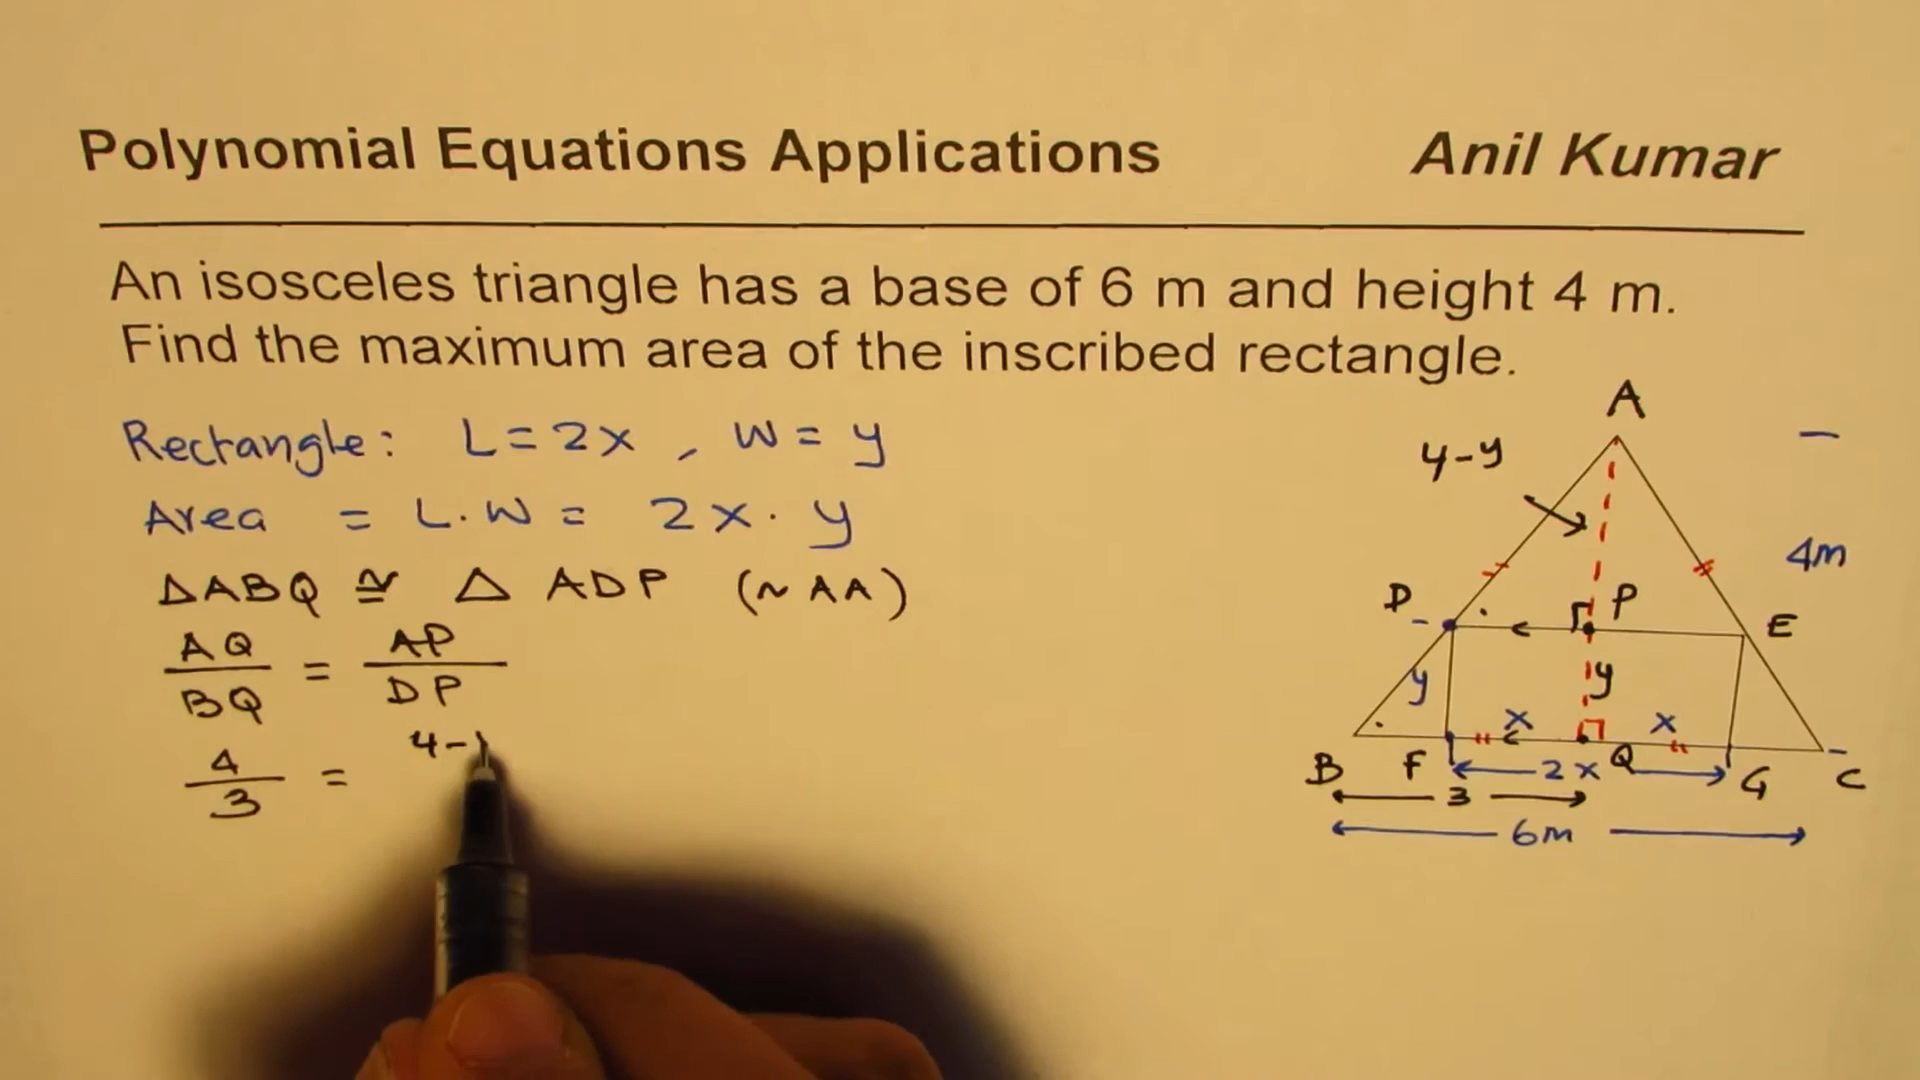 Polynomial Equations Applications Anil Kumar
An isosceles triangle has a base of 6 m and height 4 m.
Find the maximum area of the inscribed rectangle.
Rectangle: L=2x, W=y
Area = L.W = 2x.y
△ABQ ≅ △ADP (~AA)
AQ/BQ = AP/DP
4/3 = 4-
A
4-y
4m
D
P
E
y
y
x
x
B
F
2x
Q
G
C
3
6m